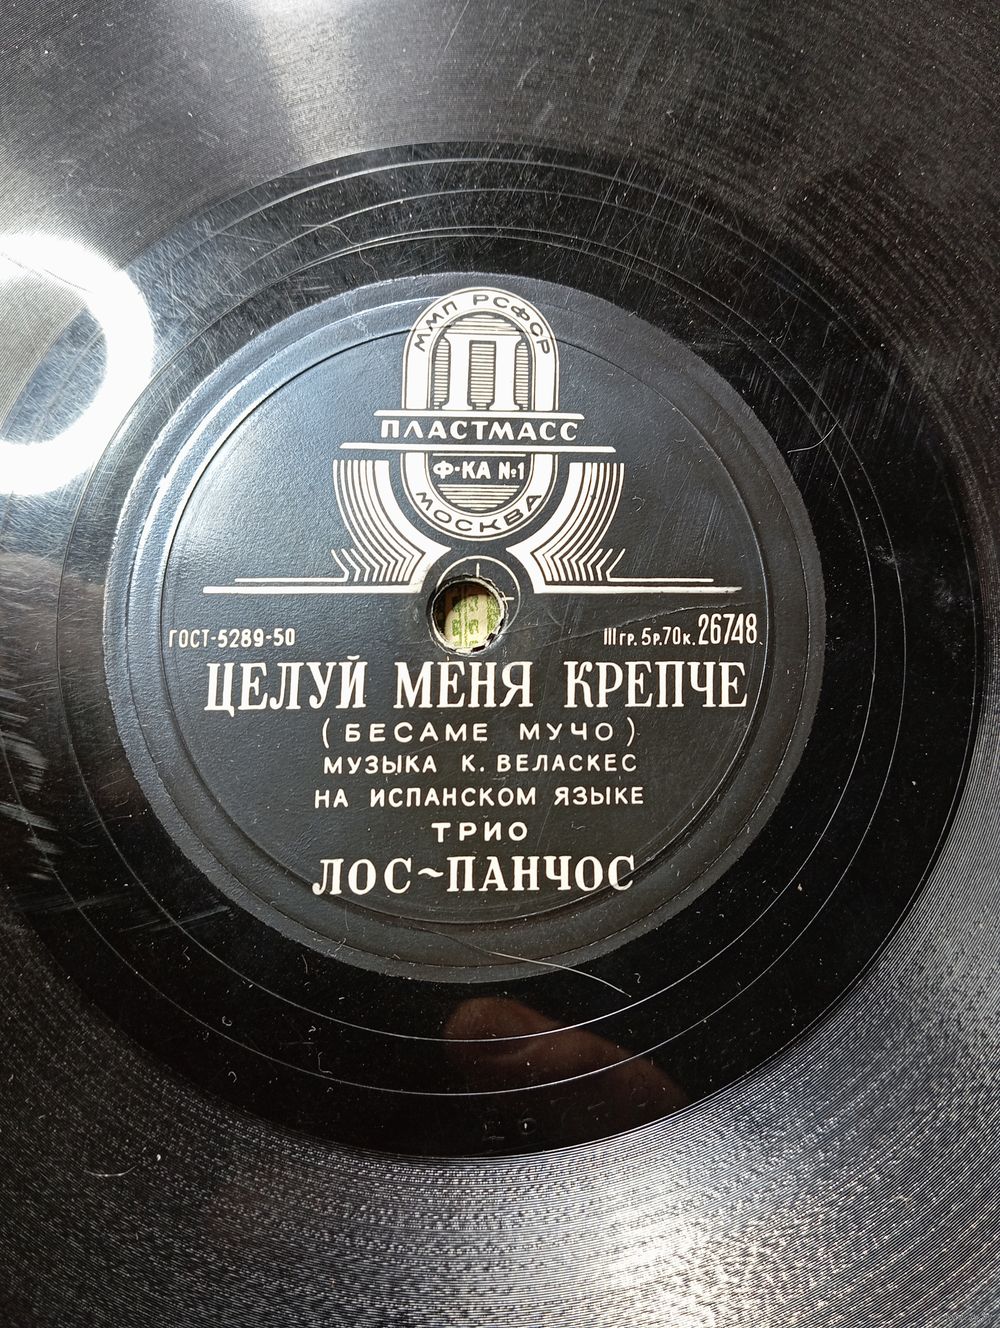 ММП РСФСР
П
ПЛАСТМАСС
Ф-КА №1
МОСКВА
ГОСТ-5289-50
III гр. 5р.70к. 26748
ЦЕЛУЙ МЕНЯ КРЕПЧЕ
(БЕСАМЕ МУЧО)
МУЗЫКА К. ВЕЛАСКЕС
НА ИСПАНСКОМ ЯЗЫКЕ
ТРИО
ЛОС~ПАНЧОС